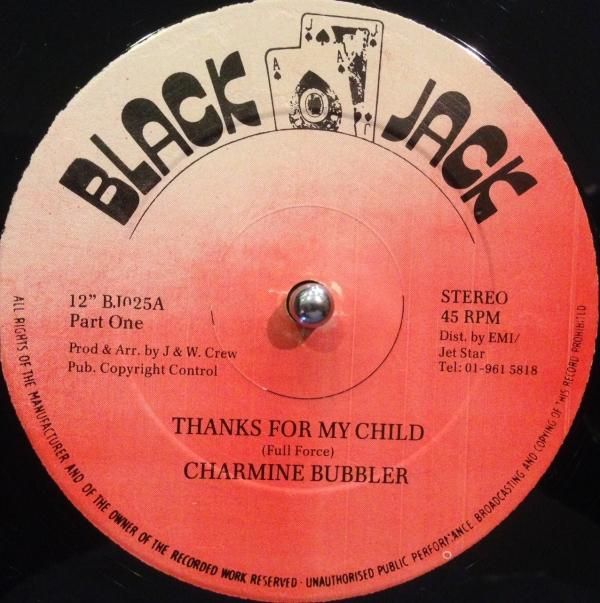 BLACK JACK
J
A
A
J
12" BJ025A
Part One
Prod & Arr. by J & W. Crew
Pub. Copyright Control
STEREO
45 RPM
Dist. by EMI/
Jet Star
Tel: 01-961 5818
THANKS FOR MY CHILD
(Full Force)
CHARMINE BUBBLER
ALL RIGHTS OF THE MANUFACTURER AND OF THE OWNER OF THE RECORDED WORK RESERVED · UNAUTHORISED PUBLIC PERFORMANCE BROADCASTING AND COPYING OF THIS RECORD PROHIBITED